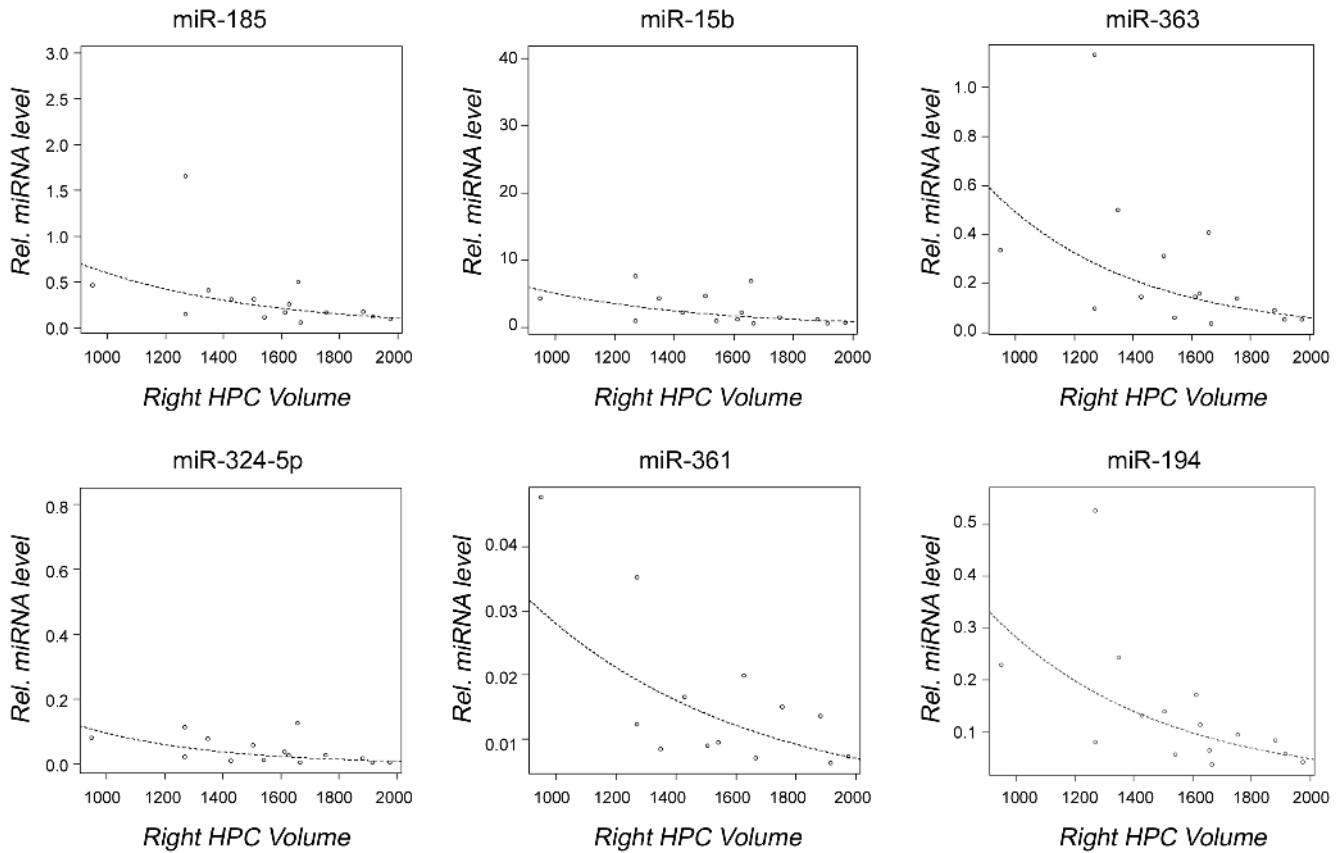 miR-185
miR-15b
miR-363
Rel. miRNA level
3.0
2.5
2.0
1.5
1.0
0.5
0.0
1000 1200 1400 1600 1800 2000
Right HPC Volume
Rel. miRNA level
40
30
20
10
0
1000 1200 1400 1600 1800 2000
Right HPC Volume
Rel. miRNA level
1.0
0.8
0.6
0.4
0.2
0.0
1000 1200 1400 1600 1800 2000
Right HPC Volume
miR-324-5p
miR-361
miR-194
Rel. miRNA level
0.8
0.6
0.4
0.2
0.0
1000 1200 1400 1600 1800 2000
Right HPC Volume
Rel. miRNA level
0.04
0.03
0.02
0.01
1000 1200 1400 1600 1800 2000
Right HPC Volume
Rel. miRNA level
0.5
0.4
0.3
0.2
0.1
1000 1200 1400 1600 1800 2000
Right HPC Volume